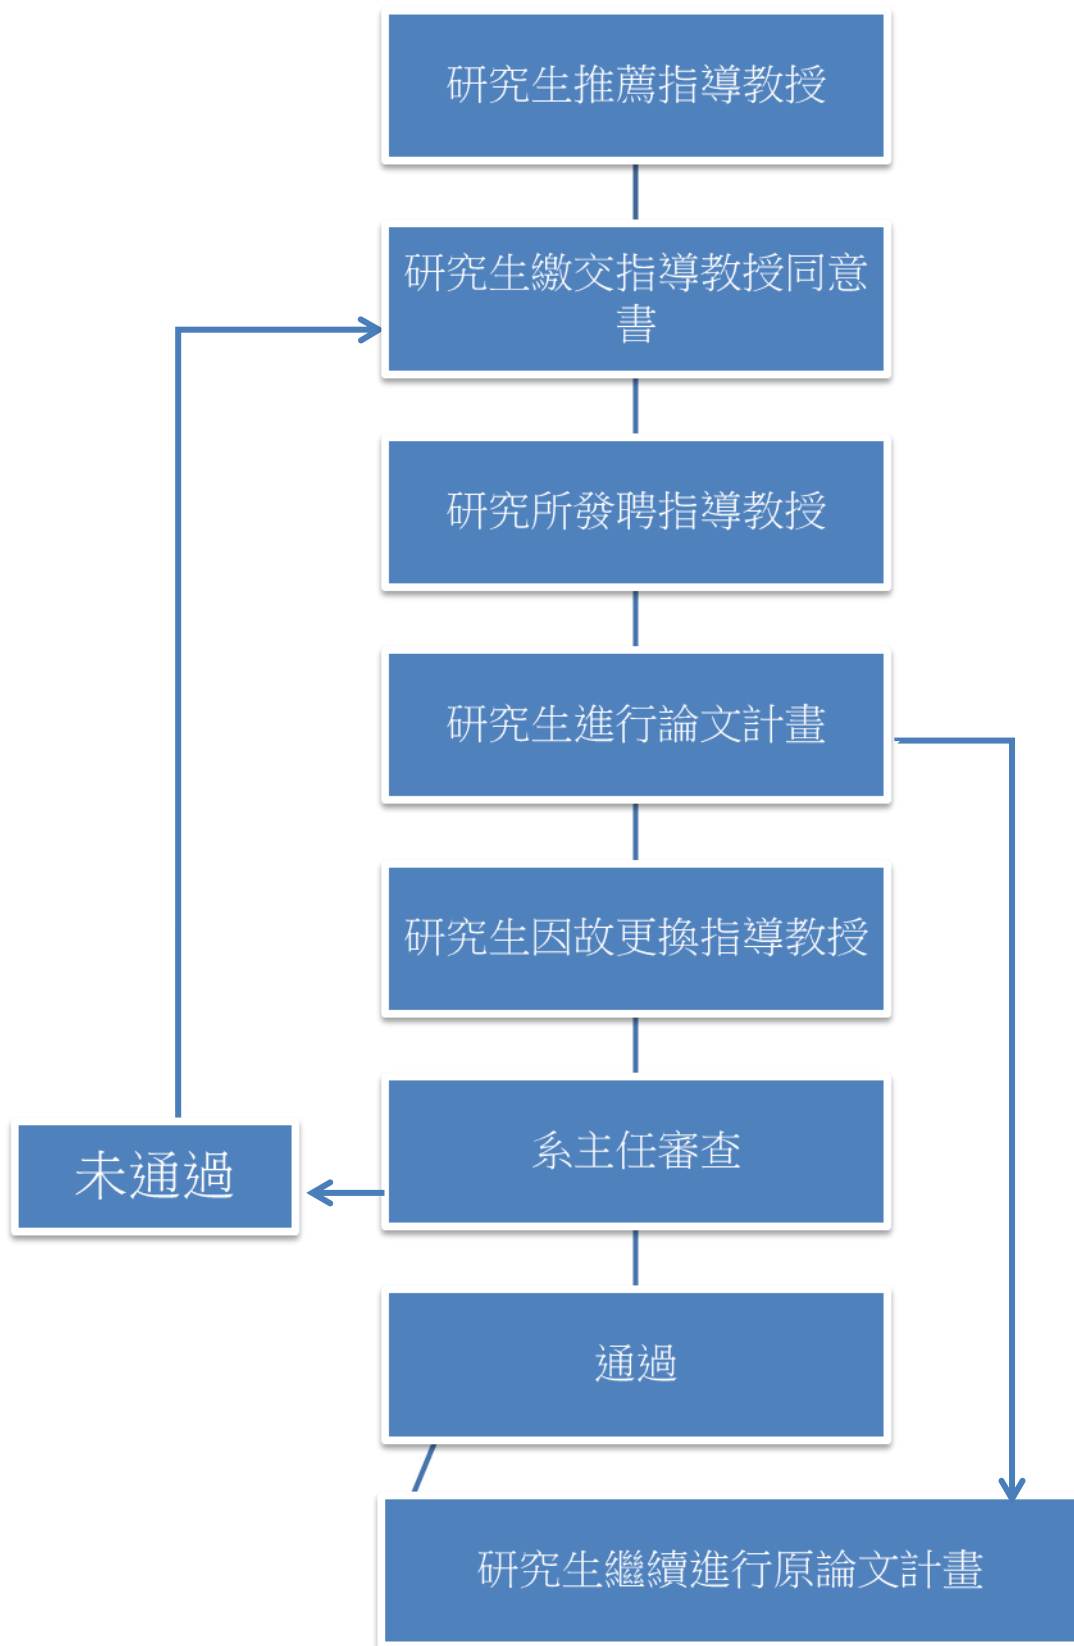 研究生推薦指導教授
研究生繳交指導教授同意
書
研究所發聘指導教授
研究生進行論文計畫
研究生因故更換指導教授
系主任審查
未通過
通過
研究生繼續進行原論文計畫